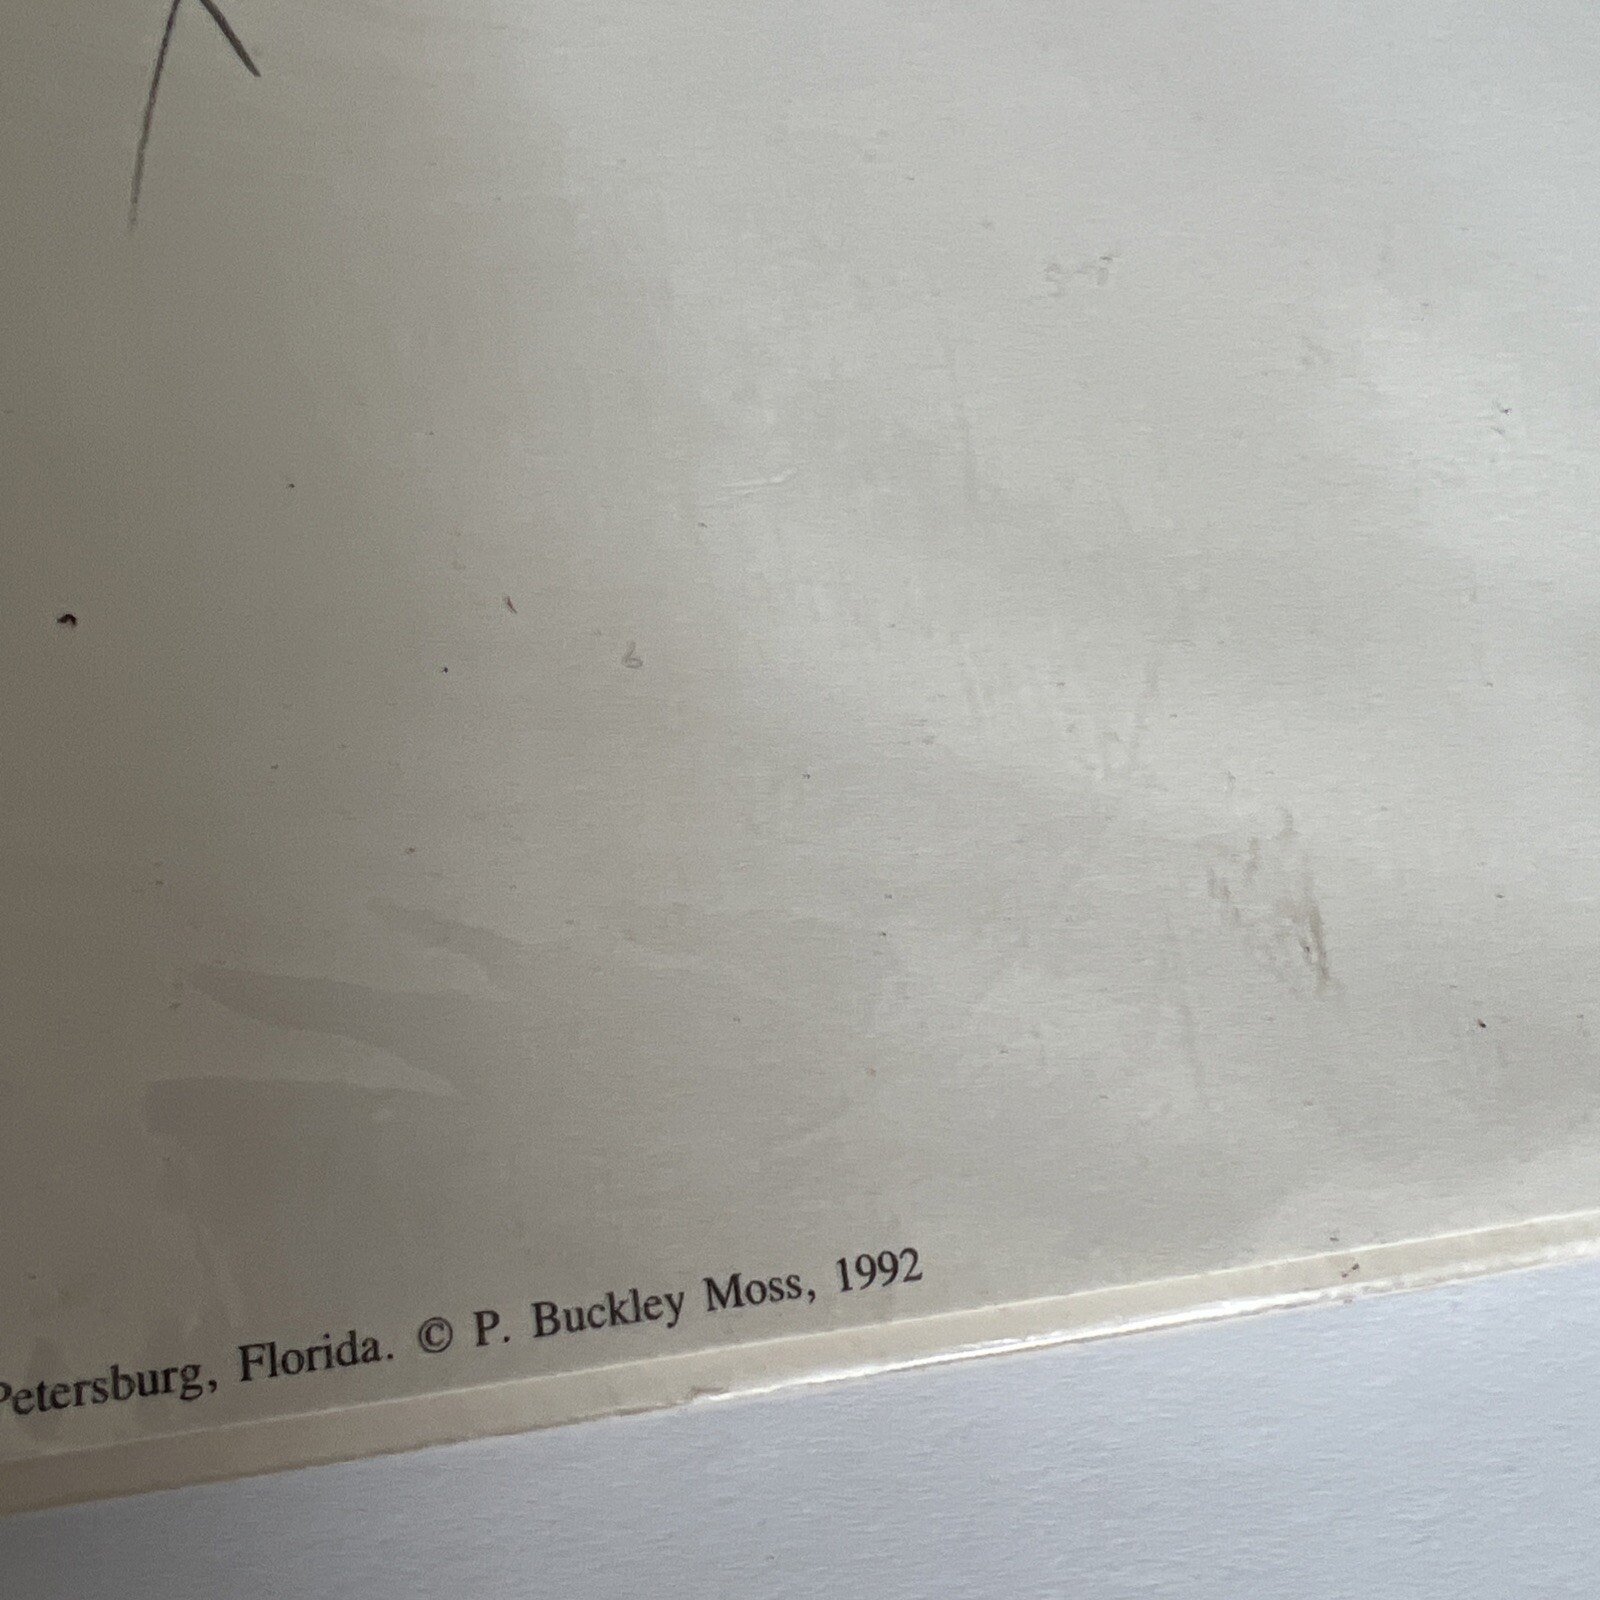 Petersburg, Florida. © P. Buckley Moss, 1992